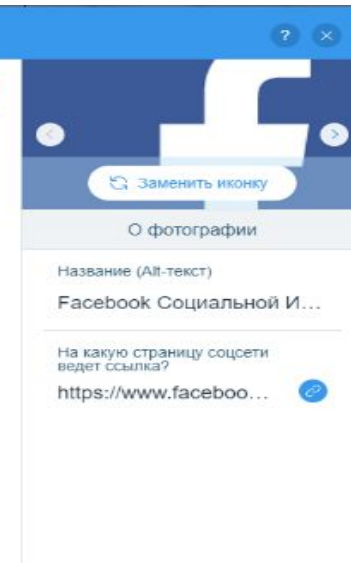 ?
Заменить иконку
О фотографии
Название (Alt-текст)
Facebook Социальной И...
На какую страницу соцсети
ведет ссылка?
https://www.faceboo...